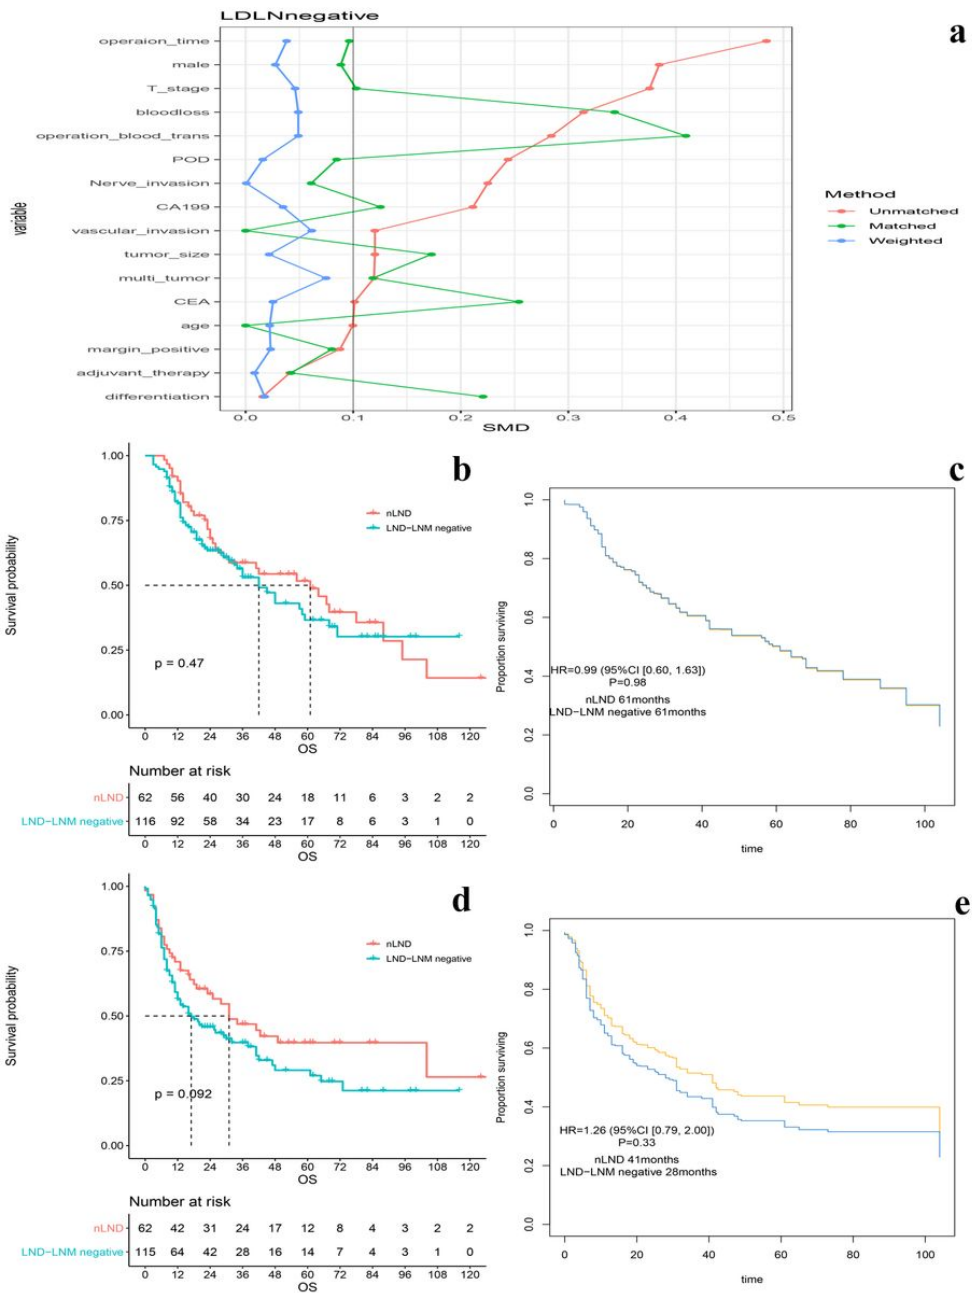 LDLNnegative
a
operaion_time
male
T_stage
bloodloss
operation_blood_trans
POD
Nerve_invasion
CA199
vascular_invasion
tumor_size
multi_tumor
CEA
age
margin_positive
adjuvant_therapy
differentiation
variable
0.0 0.1 0.2 0.3 0.4 0.5
SMD
Method
Unmatched
Matched
Weighted
b
1.00
0.75
0.50
0.25
0.00
Survival probability
nLND
LND-LNM negative
p = 0.47
0 12 24 36 48 60 72 84 96 108 120
OS
Number at risk
nLND 62 56 40 30 24 18 11 6 3 2 2
LND-LNM negative 116 92 58 34 23 17 8 6 3 1 0
0 12 24 36 48 60 72 84 96 108 120
OS
c
1.0
0.8
0.6
0.4
0.2
0.0
Proportion surviving
HR=0.99 (95%CI [0.60, 1.63])
P=0.98
nLND 61months
LND-LNM negative 61months
0 20 40 60 80 100
time
d
1.00
0.75
0.50
0.25
0.00
Survival probability
nLND
LND-LNM negative
p = 0.092
0 12 24 36 48 60 72 84 96 108 120
OS
Number at risk
nLND 62 42 31 24 17 12 8 4 3 2 2
LND-LNM negative 115 64 42 28 16 14 7 4 3 1 0
0 12 24 36 48 60 72 84 96 108 120
OS
e
1.0
0.8
0.6
0.4
0.2
0.0
Proportion surviving
HR=1.26 (95%CI [0.79, 2.00])
P=0.33
nLND 41months
LND-LNM negative 28months
0 20 40 60 80 100
time